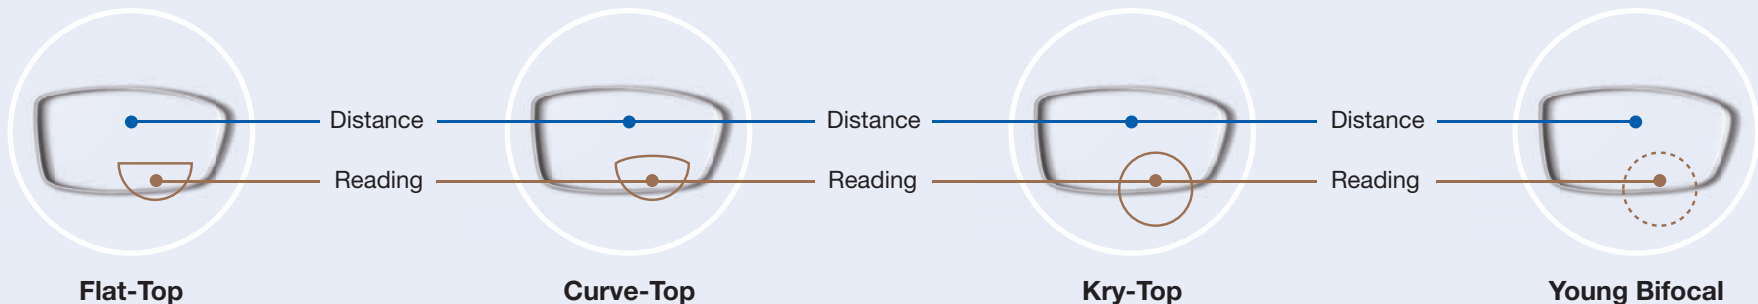 Distance Distance Distance
Reading Reading Reading
Flat-Top Curve-Top Kry-Top Young Bifocal